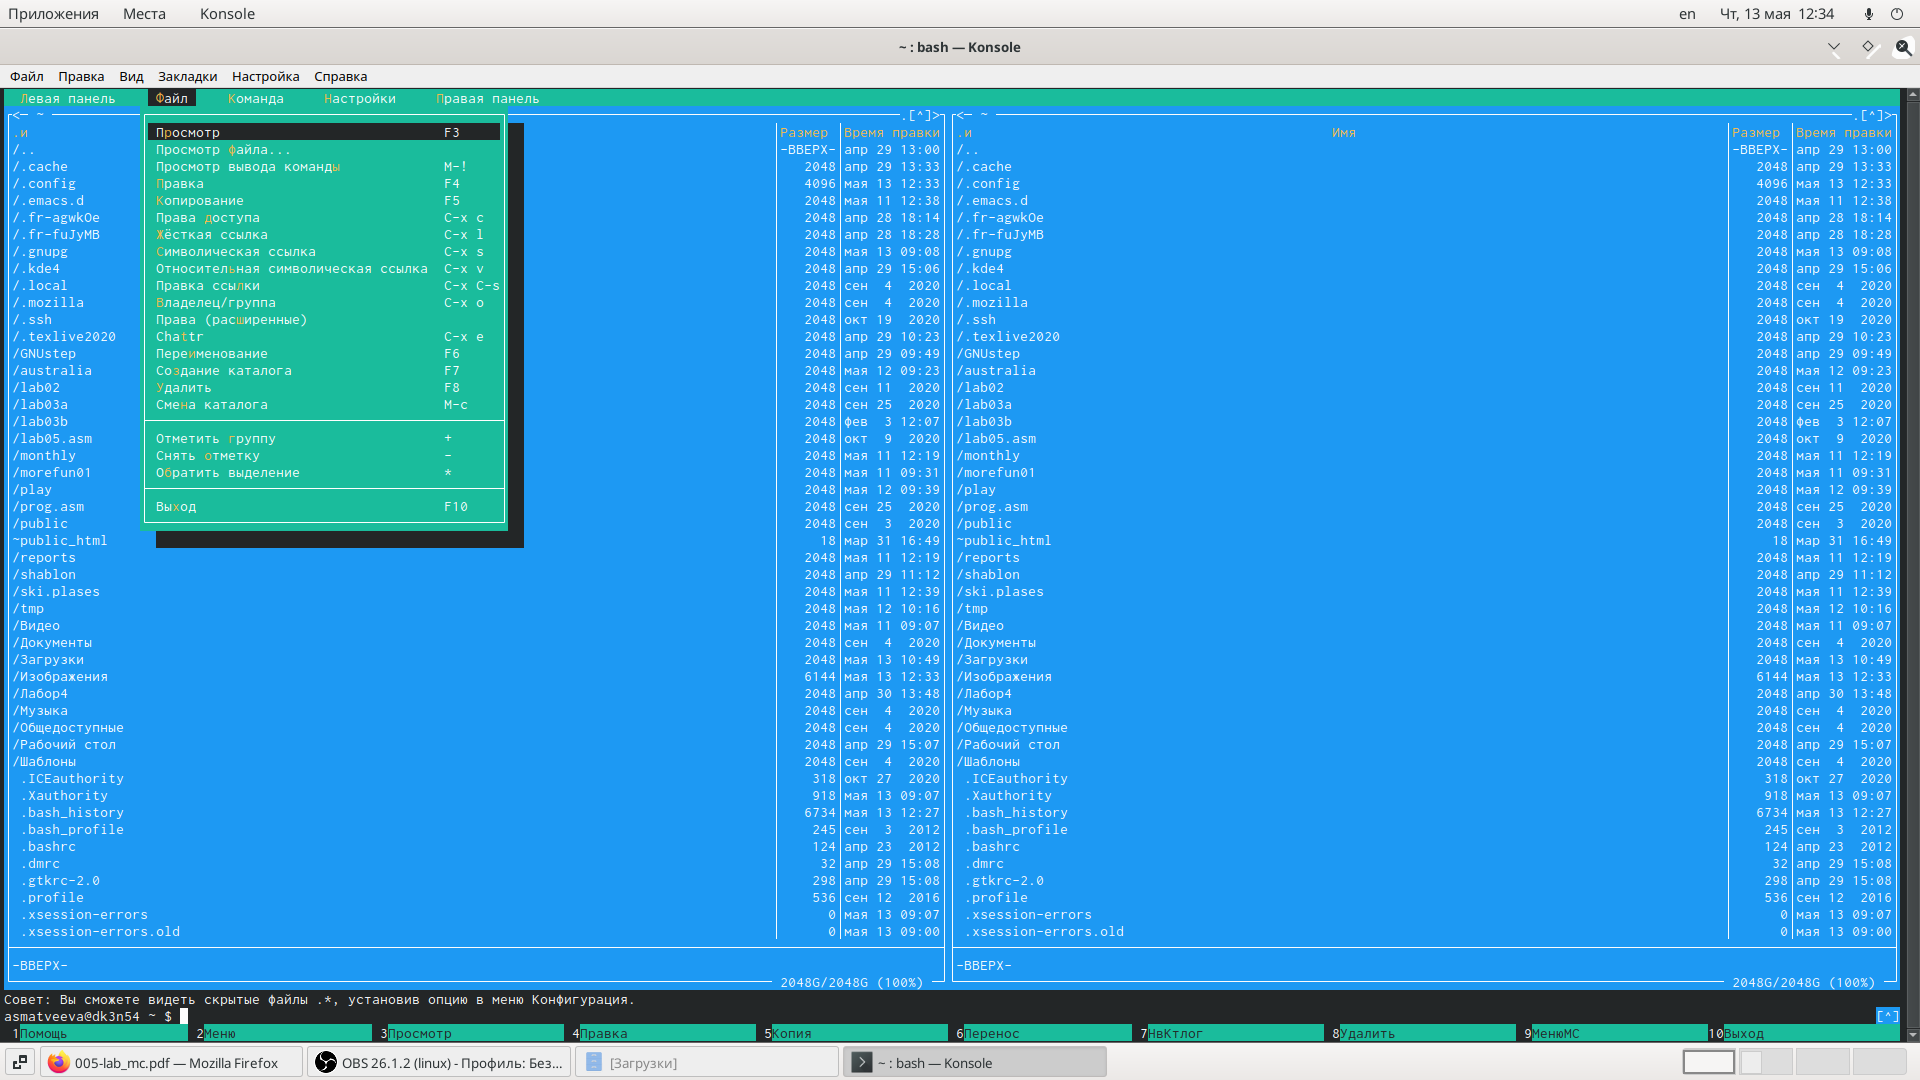 Приложения Места Konsole en Чт, 13 мая 12:34
~ : bash — Konsole
Файл Правка Вид Закладки Настройка Справка
Левая панель Файл Команда Настройки Правая панель
<─ ~ .[^]> <─ ~ .[^]>
.и Просмотр F3 Размер Время правки .и Имя Размер Время правки
/.. Просмотр файла... -ВВЕРХ- апр 29 13:00 /.. -ВВЕРХ- апр 29 13:00
/.cache Просмотр вывода команды M-! 2048 апр 29 13:33 /.cache 2048 апр 29 13:33
/.config Правка F4 4096 мая 13 12:33 /.config 4096 мая 13 12:33
/.emacs.d Копирование F5 2048 мая 11 12:38 /.emacs.d 2048 мая 11 12:38
/.fr-agwkOe Права доступа C-x c 2048 апр 28 18:14 /.fr-agwkOe 2048 апр 28 18:14
/.fr-fuJyMB Жёсткая ссылка C-x l 2048 апр 28 18:28 /.fr-fuJyMB 2048 апр 28 18:28
/.gnupg Символическая ссылка C-x s 2048 мая 13 09:08 /.gnupg 2048 мая 13 09:08
/.kde4 Относительная символическая ссылка C-x v 2048 апр 29 15:06 /.kde4 2048 апр 29 15:06
/.local Правка ссылки C-x C-s 2048 сен 4 2020 /.local 2048 сен 4 2020
/.mozilla Владелец/группа C-x o 2048 сен 4 2020 /.mozilla 2048 сен 4 2020
/.ssh Права (расширенные) 2048 окт 19 2020 /.ssh 2048 окт 19 2020
/.texlive2020 Chattr C-x e 2048 апр 29 10:23 /.texlive2020 2048 апр 29 10:23
/GNUstep Переименование F6 2048 апр 29 09:49 /GNUstep 2048 апр 29 09:49
/australia Создание каталога F7 2048 мая 12 09:23 /australia 2048 мая 12 09:23
/lab02 Удалить F8 2048 сен 11 2020 /lab02 2048 сен 11 2020
/lab03a Смена каталога M-c 2048 сен 25 2020 /lab03a 2048 сен 25 2020
/lab03b 2048 фев 3 12:07 /lab03b 2048 фев 3 12:07
/lab05.asm Отметить группу + 2048 окт 9 2020 /lab05.asm 2048 окт 9 2020
/monthly Снять отметку - 2048 мая 11 12:19 /monthly 2048 мая 11 12:19
/morefun01 Обратить выделение * 2048 мая 11 09:31 /morefun01 2048 мая 11 09:31
/play 2048 мая 12 09:39 /play 2048 мая 12 09:39
/prog.asm Выход F10 2048 сен 25 2020 /prog.asm 2048 сен 25 2020
/public 2048 сен 3 2020 /public 2048 сен 3 2020
~public_html 18 мар 31 16:49 ~public_html 18 мар 31 16:49
/reports 2048 мая 11 12:19 /reports 2048 мая 11 12:19
/shablon 2048 апр 29 11:12 /shablon 2048 апр 29 11:12
/ski.plases 2048 мая 11 12:39 /ski.plases 2048 мая 11 12:39
/tmp 2048 мая 12 10:16 /tmp 2048 мая 12 10:16
/Видео 2048 мая 11 09:07 /Видео 2048 мая 11 09:07
/Документы 2048 сен 4 2020 /Документы 2048 сен 4 2020
/Загрузки 2048 мая 13 10:49 /Загрузки 2048 мая 13 10:49
/Изображения 6144 мая 13 12:33 /Изображения 6144 мая 13 12:33
/Лабор4 2048 апр 30 13:48 /Лабор4 2048 апр 30 13:48
/Музыка 2048 сен 4 2020 /Музыка 2048 сен 4 2020
/Общедоступные 2048 сен 4 2020 /Общедоступные 2048 сен 4 2020
/Рабочий стол 2048 апр 29 15:07 /Рабочий стол 2048 апр 29 15:07
/Шаблоны 2048 сен 4 2020 /Шаблоны 2048 сен 4 2020
.ICEauthority 318 окт 27 2020 .ICEauthority 318 окт 27 2020
.Xauthority 918 мая 13 09:07 .Xauthority 918 мая 13 09:07
.bash_history 6734 мая 13 12:27 .bash_history 6734 мая 13 12:27
.bash_profile 245 сен 3 2012 .bash_profile 245 сен 3 2012
.bashrc 124 апр 23 2012 .bashrc 124 апр 23 2012
.dmrc 32 апр 29 15:08 .dmrc 32 апр 29 15:08
.gtkrc-2.0 298 апр 29 15:08 .gtkrc-2.0 298 апр 29 15:08
.profile 536 сен 12 2016 .profile 536 сен 12 2016
.xsession-errors 0 мая 13 09:07 .xsession-errors 0 мая 13 09:07
.xsession-errors.old 0 мая 13 09:00 .xsession-errors.old 0 мая 13 09:00
-ВВЕРХ- -ВВЕРХ-
2048G/2048G (100%) 2048G/2048G (100%)
Совет: Вы сможете видеть скрытые файлы .*, установив опцию в меню Конфигурация.
asmatveeva@dk3n54 ~ $ [^]
1Помощь 2Меню 3Просмотр 4Правка 5Копия 6Перенос 7НвКтлог 8Удалить 9МенюМС 10Выход
005-lab_mc.pdf — Mozilla Firefox OBS 26.1.2 (linux) - Профиль: Без... [Загрузки] ~ : bash — Konsole